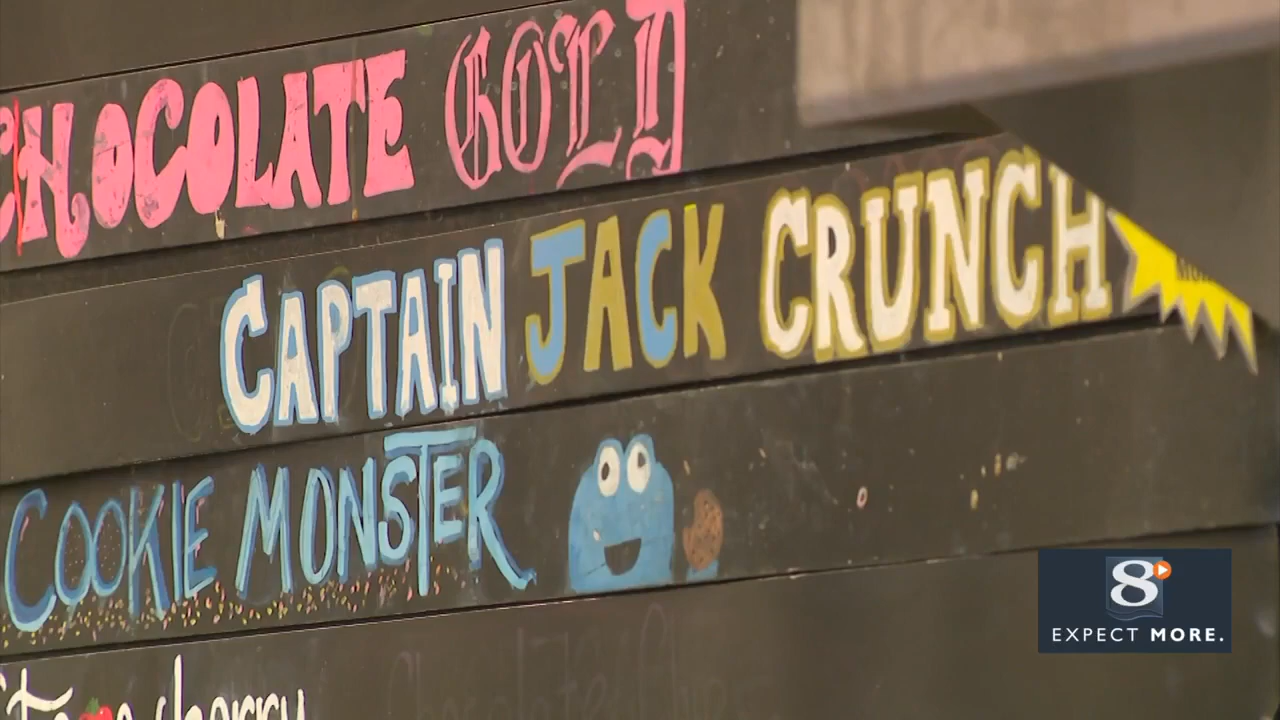 CHOCOLATE GOLD
CAPTAIN JACK CRUNCH
COOKIE MONSTER
8
EXPECT MORE.